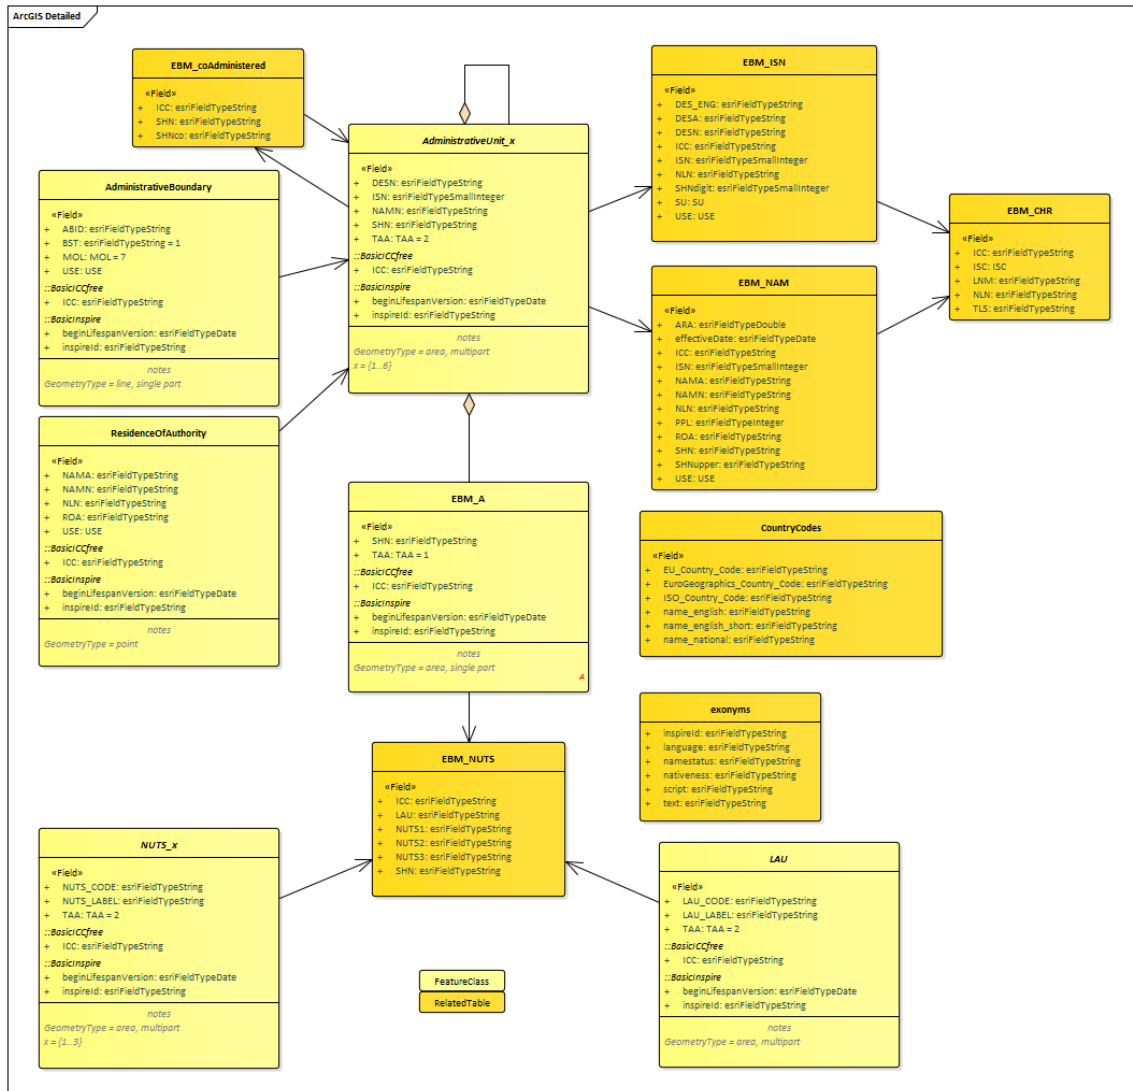 ArcGIS Detailed
EBM_coAdministered
«Field»
+ ICC: esriFieldTypeString
+ SHN: esriFieldTypeString
+ SHNco: esriFieldTypeString
AdministrativeUnit_x
«Field»
+ DESN: esriFieldTypeString
+ ISN: esriFieldTypeSmallInteger
+ NAMN: esriFieldTypeString
+ SHN: esriFieldTypeString
+ TAA: TAA = 2
::BasicICCfree
+ ICC: esriFieldTypeString
::BasicInspire
+ beginLifespanVersion: esriFieldTypeDate
+ inspireId: esriFieldTypeString
notes
GeometryType = area, multipart
x = {1..6}
EBM_ISN
«Field»
+ DES_ENG: esriFieldTypeString
+ DESA: esriFieldTypeString
+ DESN: esriFieldTypeString
+ ICC: esriFieldTypeString
+ ISN: esriFieldTypeSmallInteger
+ NLN: esriFieldTypeString
+ SHNdigit: esriFieldTypeSmallInteger
+ SU: SU
+ USE: USE
EBM_CHR
«Field»
+ ICC: esriFieldTypeString
+ ISC: ISC
+ LNM: esriFieldTypeString
+ NLN: esriFieldTypeString
+ TLS: esriFieldTypeString
AdministrativeBoundary
«Field»
+ ABID: esriFieldTypeString
+ BST: esriFieldTypeString = 1
+ MOL: MOL = 7
+ USE: USE
::BasicICCfree
+ ICC: esriFieldTypeString
::BasicInspire
+ beginLifespanVersion: esriFieldTypeDate
+ inspireId: esriFieldTypeString
notes
GeometryType = line, single part
EBM_NAM
«Field»
+ ARA: esriFieldTypeDouble
+ effectiveDate: esriFieldTypeDate
+ ICC: esriFieldTypeString
+ ISN: esriFieldTypeSmallInteger
+ NAMA: esriFieldTypeString
+ NAMN: esriFieldTypeString
+ NLN: esriFieldTypeString
+ PPL: esriFieldTypeInteger
+ ROA: esriFieldTypeString
+ SHN: esriFieldTypeString
+ SHNupper: esriFieldTypeString
+ USE: USE
ResidenceOfAuthority
«Field»
+ NAMA: esriFieldTypeString
+ NAMN: esriFieldTypeString
+ NLN: esriFieldTypeString
+ ROA: esriFieldTypeString
+ USE: USE
::BasicICCfree
+ ICC: esriFieldTypeString
::BasicInspire
+ beginLifespanVersion: esriFieldTypeDate
+ inspireId: esriFieldTypeString
notes
GeometryType = point
EBM_A
«Field»
+ SHN: esriFieldTypeString
+ TAA: TAA = 1
::BasicICCfree
+ ICC: esriFieldTypeString
::BasicInspire
+ beginLifespanVersion: esriFieldTypeDate
+ inspireId: esriFieldTypeString
notes
GeometryType = area, single part
A
CountryCodes
«Field»
+ EU_Country_Code: esriFieldTypeString
+ EuroGeographics_Country_Code: esriFieldTypeString
+ ISO_Country_Code: esriFieldTypeString
+ name_english: esriFieldTypeString
+ name_english_short: esriFieldTypeString
+ name_national: esriFieldTypeString
exonyms
+ inspireId: esriFieldTypeString
+ language: esriFieldTypeString
+ namestatus: esriFieldTypeString
+ nativeness: esriFieldTypeString
+ script: esriFieldTypeString
+ text: esriFieldTypeString
EBM_NUTS
«Field»
+ ICC: esriFieldTypeString
+ LAU: esriFieldTypeString
+ NUTS1: esriFieldTypeString
+ NUTS2: esriFieldTypeString
+ NUTS3: esriFieldTypeString
+ SHN: esriFieldTypeString
NUTS_x
«Field»
+ NUTS_CODE: esriFieldTypeString
+ NUTS_LABEL: esriFieldTypeString
+ TAA: TAA = 2
::BasicICCfree
+ ICC: esriFieldTypeString
::BasicInspire
+ beginLifespanVersion: esriFieldTypeDate
+ inspireId: esriFieldTypeString
notes
GeometryType = area, multipart
x = {1..3}
LAU
«Field»
+ LAU_CODE: esriFieldTypeString
+ LAU_LABEL: esriFieldTypeString
+ TAA: TAA = 2
::BasicICCfree
+ ICC: esriFieldTypeString
::BasicInspire
+ beginLifespanVersion: esriFieldTypeDate
+ inspireId: esriFieldTypeString
notes
GeometryType = area, multipart
FeatureClass
RelatedTable